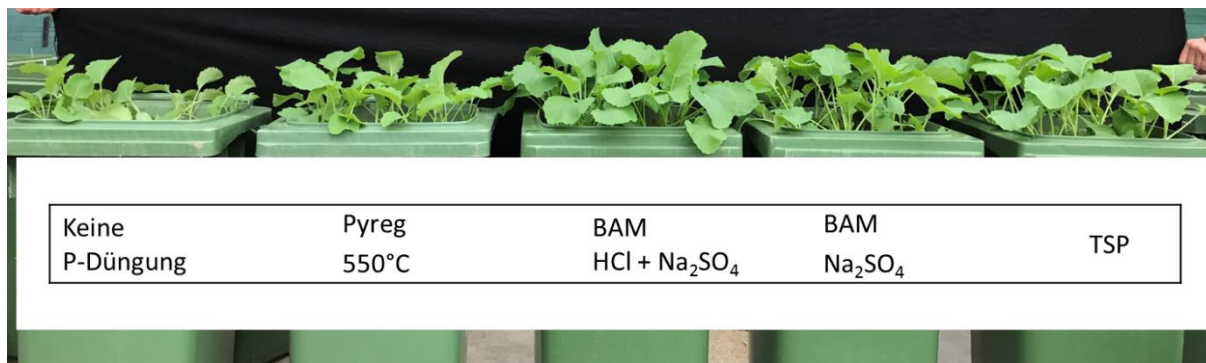 Keine
P-Düngung
Pyreg
550°C
BAM
HCl + Na₂SO₄
BAM
Na₂SO₄
TSP